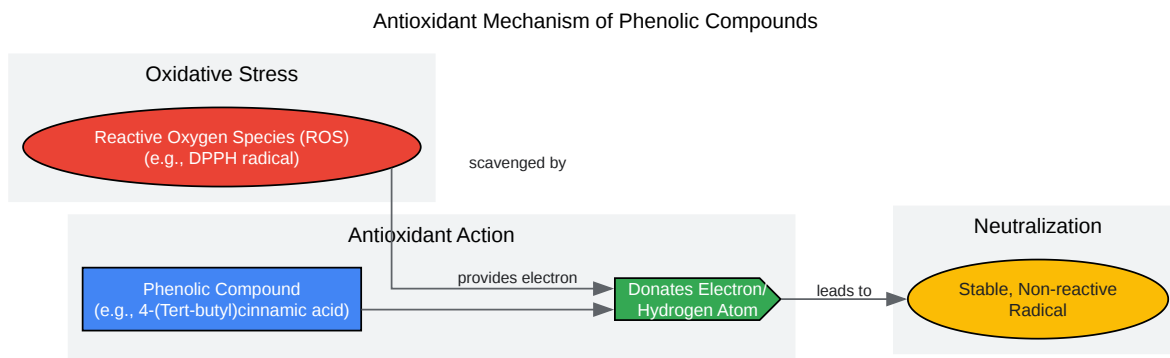 Antioxidant Mechanism of Phenolic Compounds
Oxidative Stress
Reactive Oxygen Species (ROS)
(e.g., DPPH radical)
scavenged by
Antioxidant Action
Phenolic Compound
(e.g., 4-(Tert-butyl)cinnamic acid)
provides electron
Donates Electron/
Hydrogen Atom
leads to
Neutralization
Stable, Non-reactive
Radical